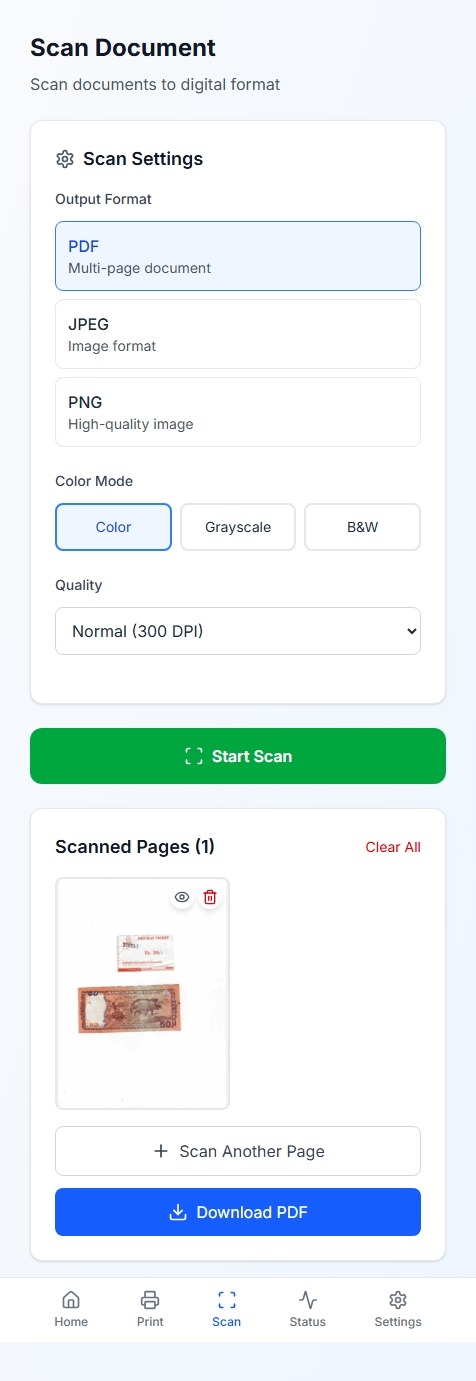 Scan Document
Scan documents to digital format
Scan Settings
Output Format
PDF
Multi-page document
JPEG
Image format
PNG
High-quality image
Color Mode
Color
Grayscale
B&W
Quality
Normal (300 DPI)
Start Scan
Scanned Pages (1)
Clear All
50
Scan Another Page
Download PDF
Home
Print
Scan
Status
Settings